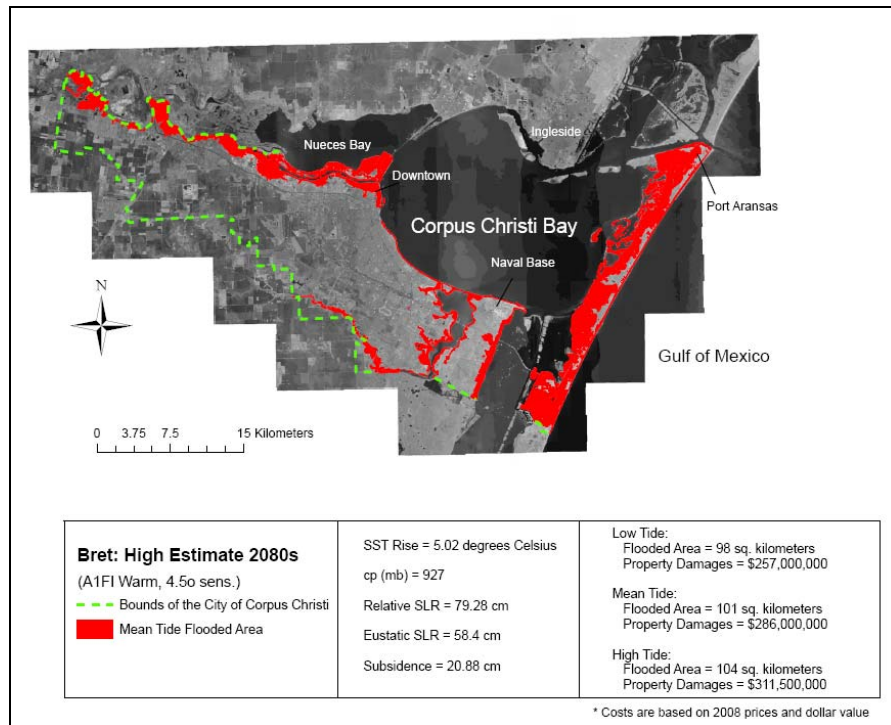 Nueces Bay
Ingleside
Downtown
Port Aransas
Corpus Christi Bay
Naval Base
N
Gulf of Mexico
0 3.75 7.5 15 Kilometers
Bret: High Estimate 2080s
(A1FI Warm, 4.5o sens.)
Bounds of the City of Corpus Christi
Mean Tide Flooded Area
SST Rise = 5.02 degrees Celsius
cp (mb) = 927
Relative SLR = 79.28 cm
Eustatic SLR = 58.4 cm
Subsidence = 20.88 cm
Low Tide:
Flooded Area = 98 sq. kilometers
Property Damages = $257,000,000
Mean Tide:
Flooded Area = 101 sq. kilometers
Property Damages = $286,000,000
High Tide:
Flooded Area = 104 sq. kilometers
Property Damages = $311,500,000
* Costs are based on 2008 prices and dollar value